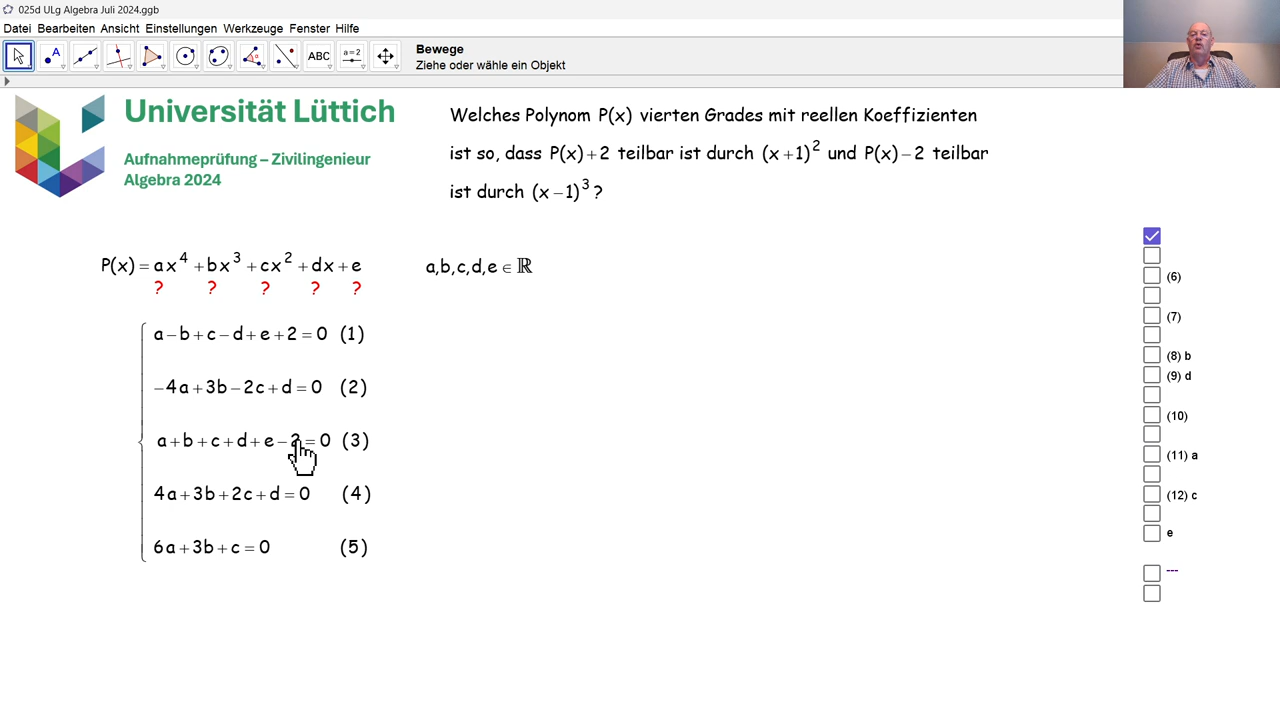 025d ULg Algebra Juli 2024.ggb
Datei Bearbeiten Ansicht Einstellungen Werkzeuge Fenster Hilfe
A ABC a=2 Bewege
Ziehe oder wähle ein Objekt
Universität Lüttich
Aufnahmeprüfung – Zivilingenieur
Algebra 2024
Welches Polynom P(x) vierten Grades mit reellen Koeffizienten
ist so, dass P(x)+2 teilbar ist durch (x+1)² und P(x)−2 teilbar
ist durch (x−1)³?
P(x)=ax⁴+bx³+cx²+dx+e a,b,c,d,e∈ℝ
? ? ? ? ?
a−b+c−d+e+2=0 (1)
−4a+3b−2c+d=0 (2)
a+b+c+d+e−2=0 (3)
4a+3b+2c+d=0 (4)
6a+3b+c=0 (5)
(6)
(7)
(8) b
(9) d
(10)
(11) a
(12) c
e
---